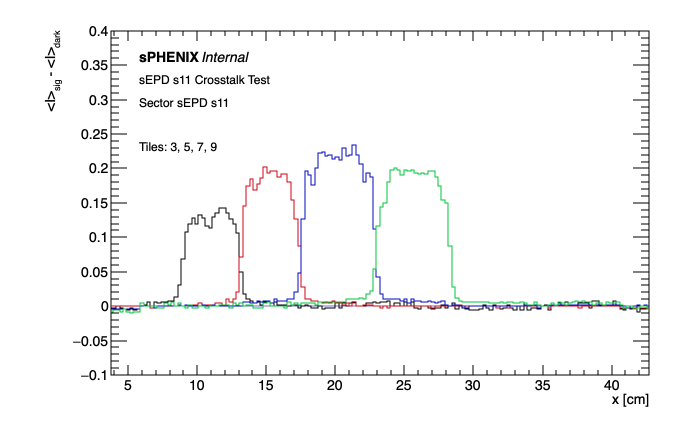 <I>sig - <I>dark
0.4
0.35
0.3
0.25
0.2
0.15
0.1
0.05
0
−0.05
−0.1
sPHENIX Internal
sEPD s11 Crosstalk Test
Sector sEPD s11
Tiles: 3, 5, 7, 9
5 10 15 20 25 30 35 40
x [cm]